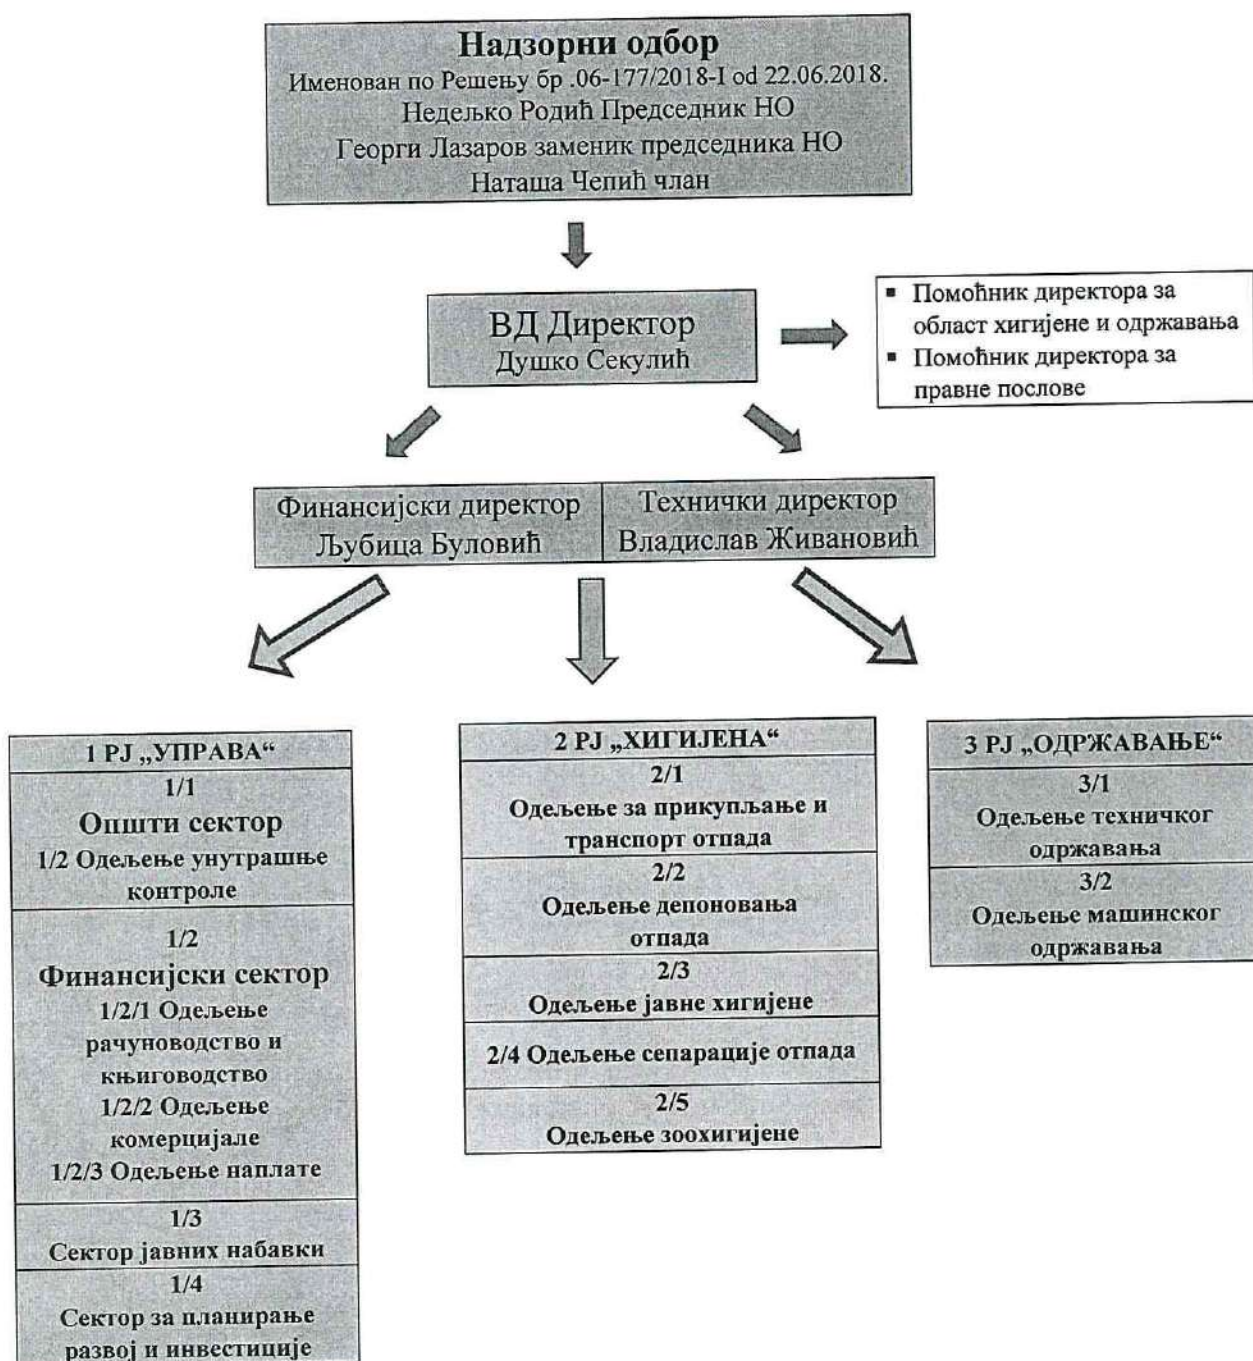 Надзорни одбор
Именован по Решењу бр .06-177/2018-I od 22.06.2018.
Недељко Родић Председник НО
Георги Лазаров заменик председника НО
Наташа Чепић члан
ВД Директор
Душко Секулић
▪ Помоћник директора за
област хигијене и одржавања
▪ Помоћник директора за
правне послове
Финансијски директор
Љубица Буловић
Технички директор
Владислав Живановић
1 РЈ „УПРАВА“
1/1
Општи сектор
1/2 Одељење унутрашње
контроле
1/2
Финансијски сектор
1/2/1 Одељење
рачуноводство и
књиговодство
1/2/2 Одељење
комерцијале
1/2/3 Одељење наплате
1/3
Сектор јавних набавки
1/4
Сектор за планирање
развој и инвестиције
2 РЈ „ХИГИЈЕНА“
2/1
Одељење за прикупљање и
транспорт отпада
2/2
Одељење депоновања
отпада
2/3
Одељење јавне хигијене
2/4 Одељење сепарације отпада
2/5
Одељење зоохигијене
3 РЈ „ОДРЖАВАЊЕ“
3/1
Одељење техничког
одржавања
3/2
Одељење машинског
одржавања